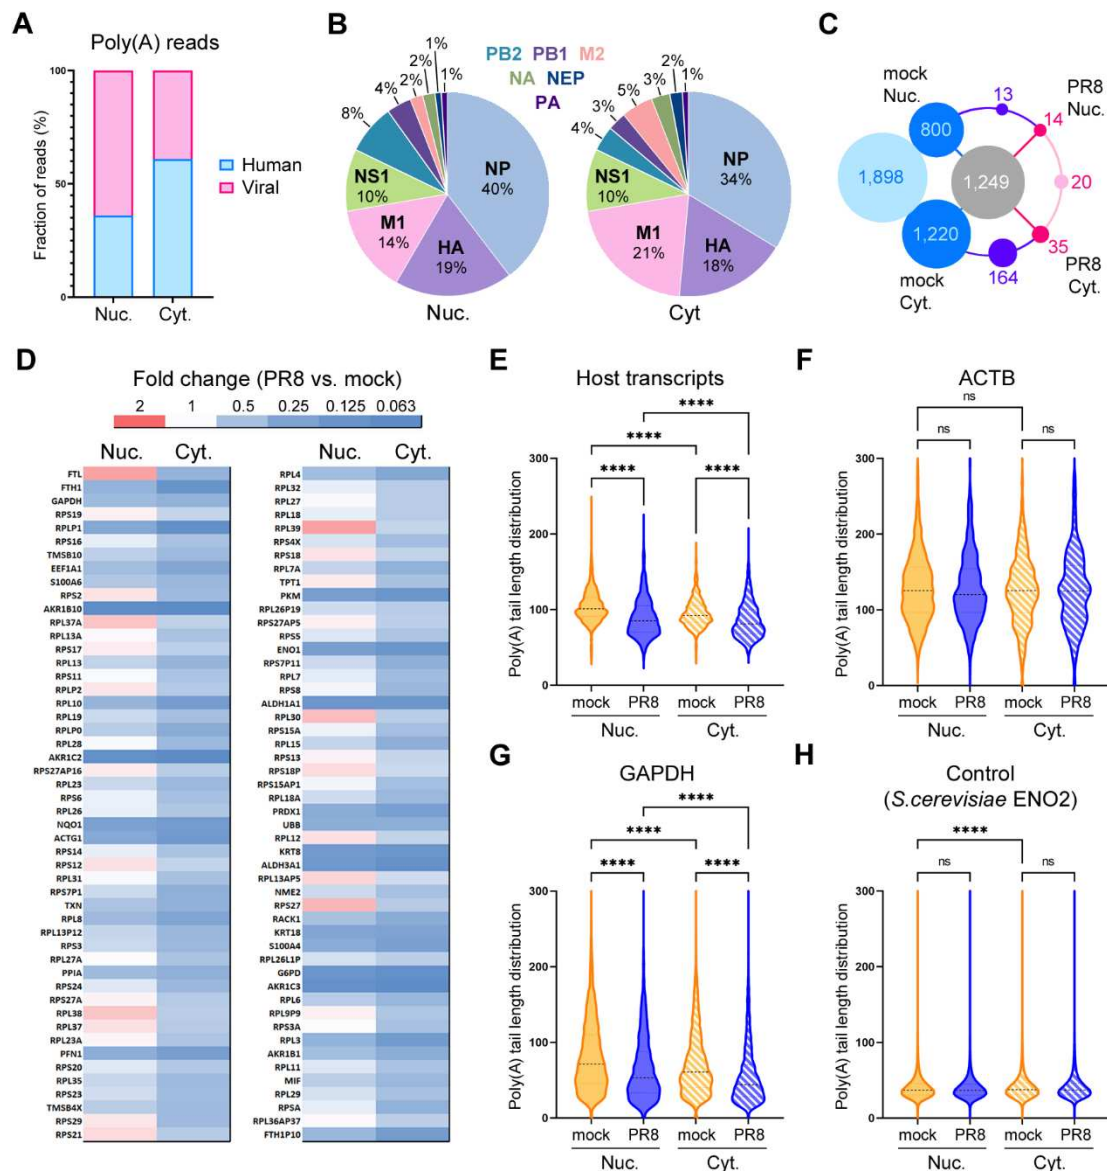 A
Poly(A) reads
Fraction of reads (%)
100
50
0
Nuc. Cyt.
Human
Viral
B
PB2 PB1 M2
NA NEP
PA
1%
2%
2%
4%
8%
1%
NP
40%
NS1
10%
M1
14%
HA
19%
Nuc.
2%
3%
5%
3%
4%
1%
NP
34%
NS1
10%
M1
21%
HA
18%
Cyt
C
mock
Nuc.
13
PR8
Nuc.
14
800
1,898
1,249
20
1,220
35
mock
Cyt.
164
PR8
Cyt.
D
Fold change (PR8 vs. mock)
2 1 0.5 0.25 0.125 0.063
Nuc. Cyt.
FTL
FTH1
GAPDH
RPS19
RPLP1
RPS16
TMSB10
EEF1A1
S100A6
RPS2
AKR1B10
RPL37A
RPL13A
RPS17
RPL13
RPS11
RPLP2
RPL10
RPL19
RPLP0
RPL28
AKR1C2
RPS27AP16
RPL23
RPS6
RPL26
NQO1
ACTG1
RPS14
RPS12
RPL31
RPS7P1
TXN
RPL8
RPL13P12
RPS3
RPL27A
PPIA
RPS24
RPS27A
RPL38
RPL37
RPL23A
PFN1
RPS20
RPL35
RPS23
TMSB4X
RPS29
RPS21
Nuc. Cyt.
RPL4
RPL32
RPL27
RPL18
RPL39
RPS4X
RPS18
RPL7A
TPT1
PKM
RPL26P19
RPS27AP5
RPS5
ENO1
RPS7P11
RPL7
RPS8
ALDH1A1
RPL30
RPS15A
RPL15
RPS13
RPS18P
RPS15AP1
RPL18A
PRDX1
UBB
RPL12
KRT8
ALDH3A1
RPL13AP5
NME2
RPS27
RACK1
KRT18
S100A4
RPL26L1P
G6PD
AKR1C3
RPL6
RPL9P9
RPS3A
RPL3
AKR1B1
RPL11
MIF
RPL29
RPSA
RPL36AP37
FTH1P10
E
Host transcripts
****
****
**** ****
Poly(A) tail length distribution
300
200
100
0
mock PR8 mock PR8
Nuc. Cyt.
F
ACTB
ns
ns ns
Poly(A) tail length distribution
300
200
100
0
mock PR8 mock PR8
Nuc. Cyt.
G
GAPDH
****
****
**** ****
Poly(A) tail length distribution
300
200
100
0
mock PR8 mock PR8
Nuc. Cyt.
H
Control
(S.cerevisiae ENO2)
****
ns ns
Poly(A) tail length distribution
300
200
100
0
mock PR8 mock PR8
Nuc. Cyt.